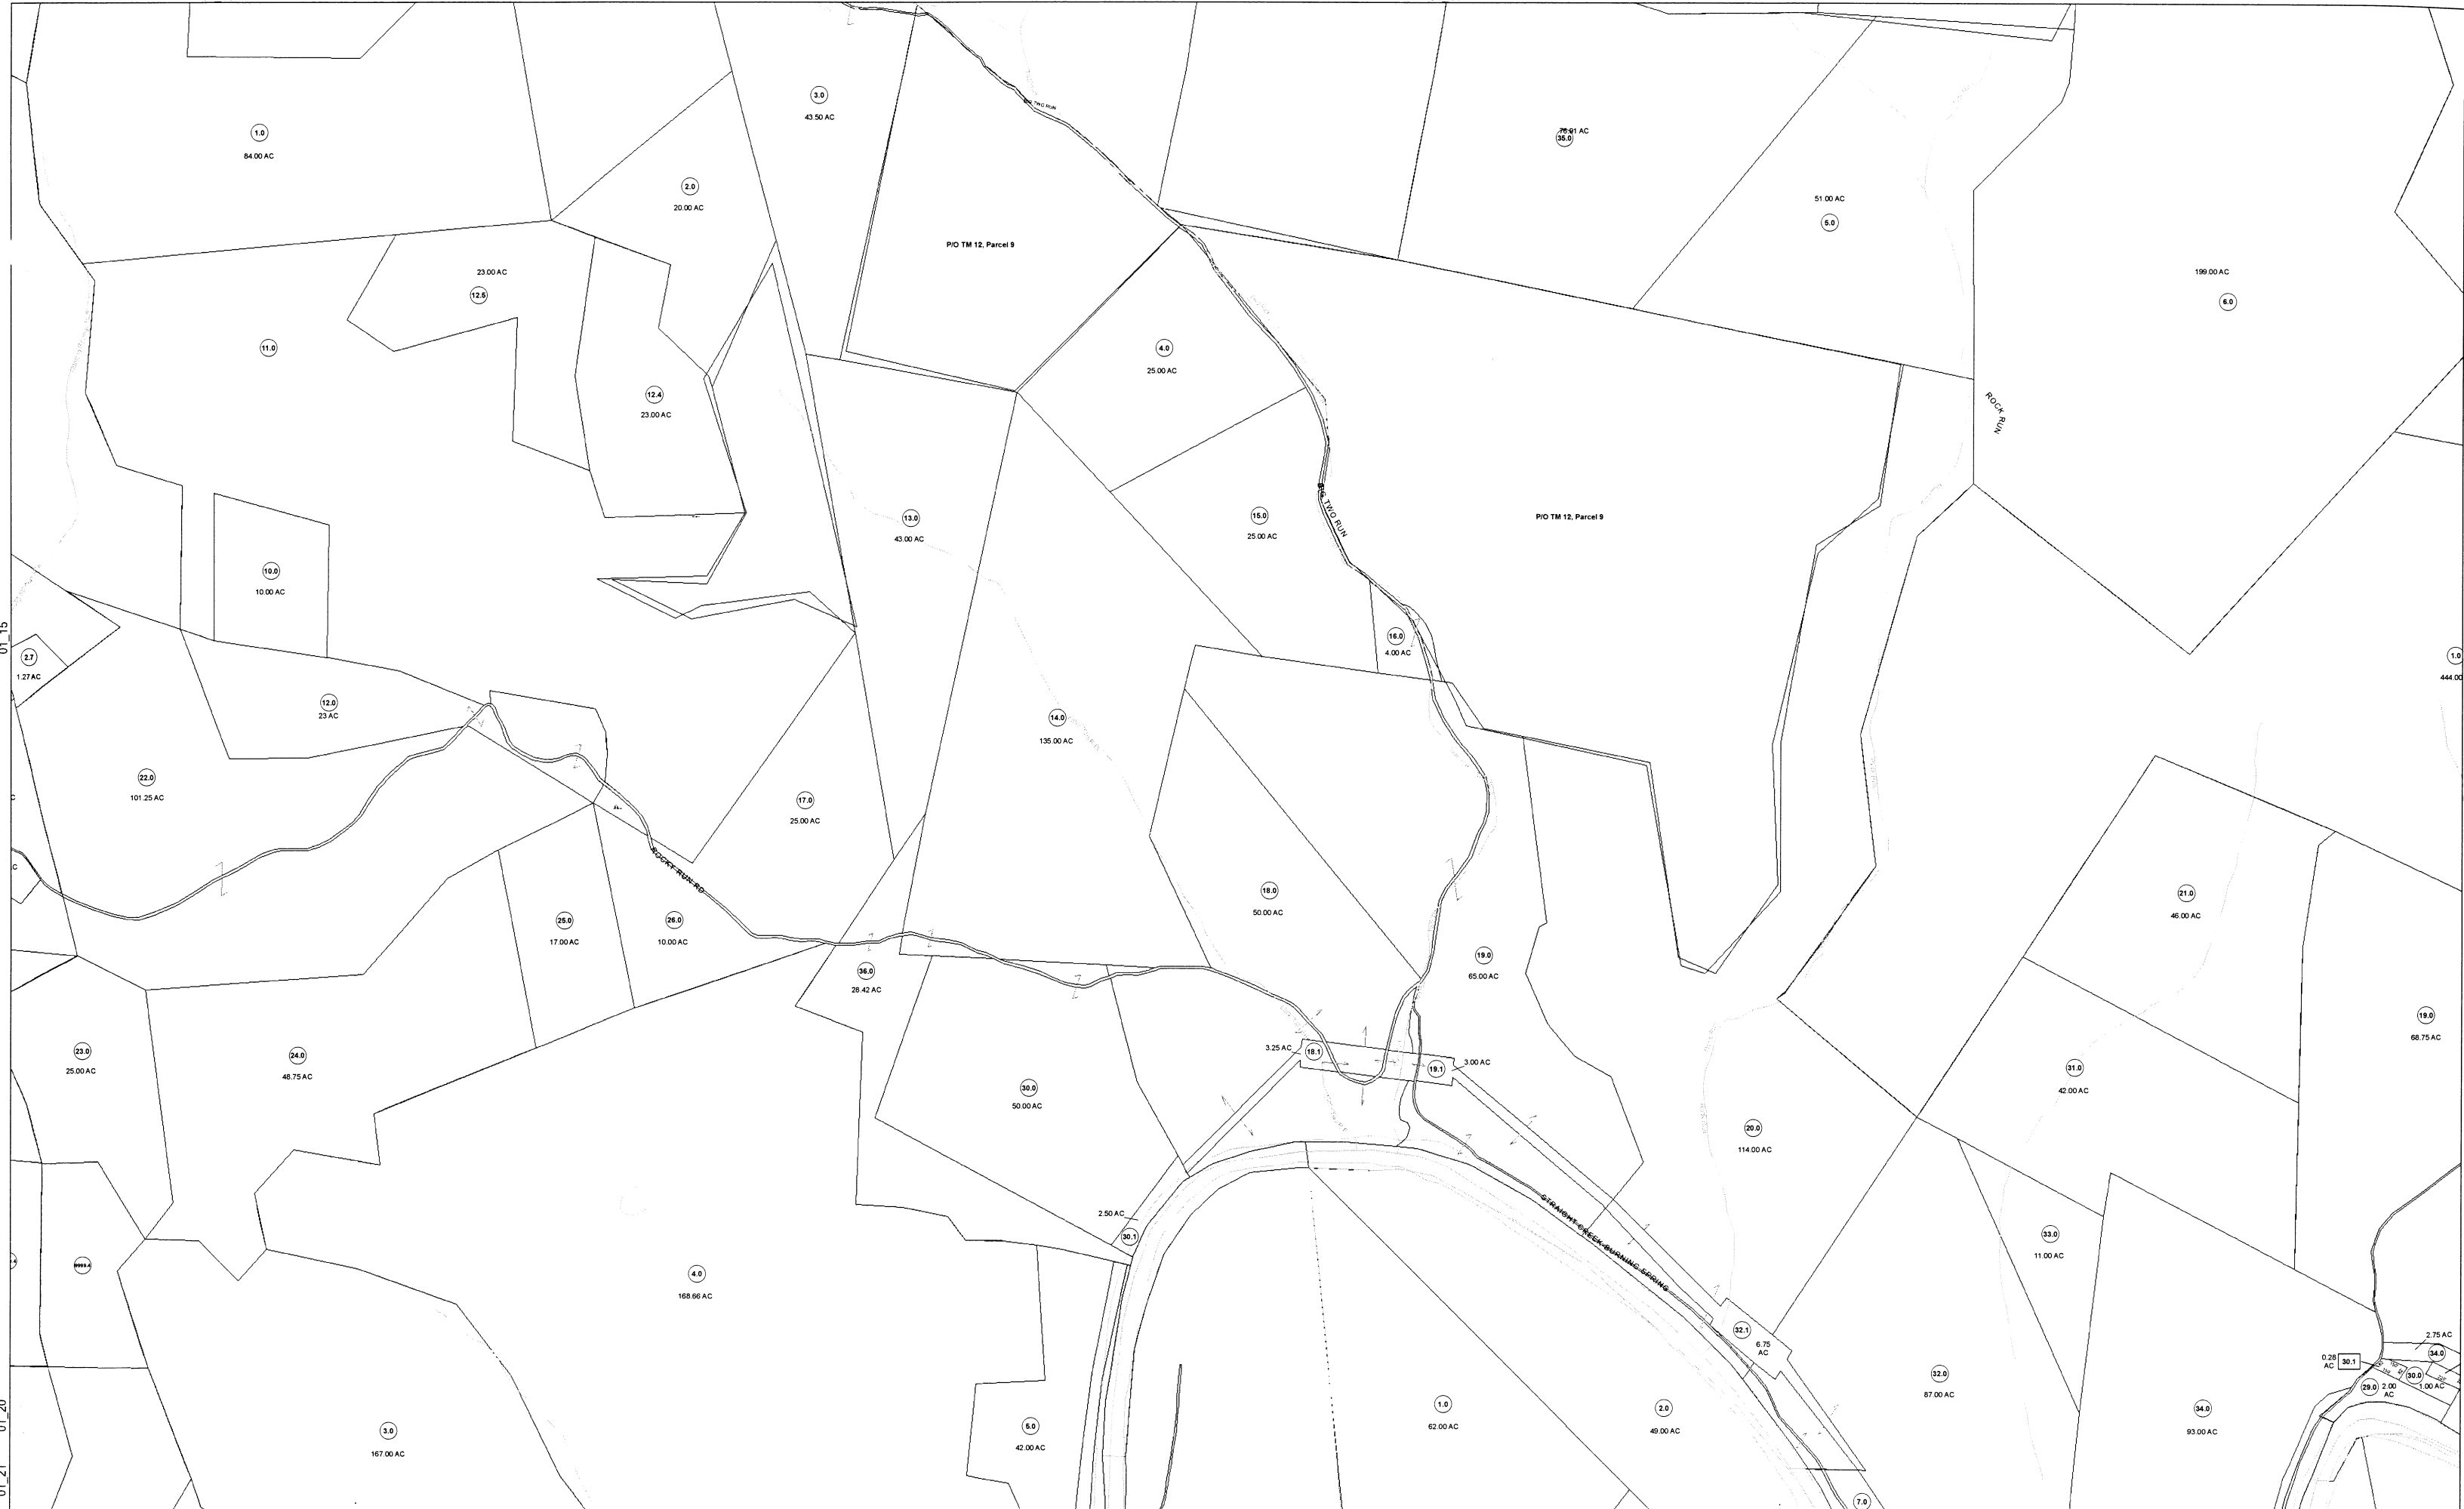 BIG TWO RUN
3.0
43.50 AC
1.0
84.00 AC
76.91 AC
35.0
2.0
20.00 AC
51.00 AC
5.0
P/O TM 12, Parcel 9
23.00 AC
12.5
199.00 AC
6.0
11.0
4.0
25.00 AC
12.4
23.00 AC
ROCK RUN
13.0
43.00 AC
15.0
25.00 AC
BIG TWO RUN
P/O TM 12, Parcel 9
10.0
10.00 AC
01_15
16.0
4.00 AC
2.7
1.27 AC
1.0
444.00
12.0
23 AC
14.0
135.00 AC
22.0
101.25 AC
17.0
25.00 AC
ROCKY RUN RD
18.0
50.00 AC
21.0
46.00 AC
25.0
17.00 AC
26.0
10.00 AC
19.0
65.00 AC
36.0
28.42 AC
19.0
68.75 AC
23.0
25.00 AC
24.0
48.75 AC
3.25 AC
18.1
19.1
3.00 AC
31.0
42.00 AC
30.0
50.00 AC
20.0
114.00 AC
2.50 AC
30.1
STRAIGHT CREEK-BURNING SPRING
33.0
11.00 AC
9999.4
4.0
168.66 AC
32.1
6.75
AC
2.75 AC
34.0
0.28
AC
30.1
30.0
1.00 AC
29.0
2.00
AC
32.0
87.00 AC
01_20
3.0
167.00 AC
5.0
42.00 AC
1.0
62.00 AC
2.0
49.00 AC
34.0
93.00 AC
01_21
7.0